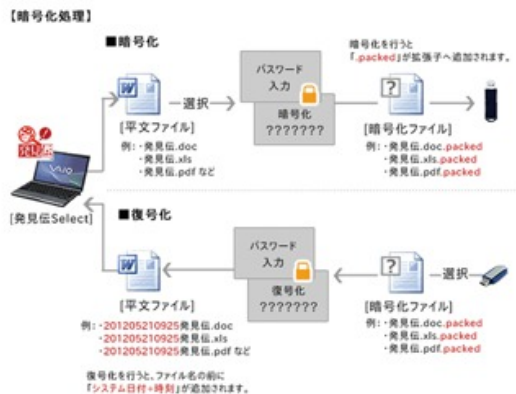 【暗号化処理】
■暗号化
暗号化を行うと
「.packed」が拡張子へ追加されます。
パスワード
入力
暗号化
???????
選択
[平文ファイル]
例：・発見伝.doc
・発見伝.xls
・発見伝.pdf など
[暗号化ファイル]
例：・発見伝.doc.packed
・発見伝.xls.packed
・発見伝.pdf.packed
VAIO
[発見伝Select]
■復号化
パスワード
入力
復号化
???????
選択
[平文ファイル]
例：・201205210925発見伝.doc
・201205210925発見伝.xls
・201205210925発見伝.pdf など
[暗号化ファイル]
例：・発見伝.doc.packed
・発見伝.xls.packed
・発見伝.pdf.packed
復号化を行うと、ファイル名の前に
「システム日付+時刻」が追加されます。